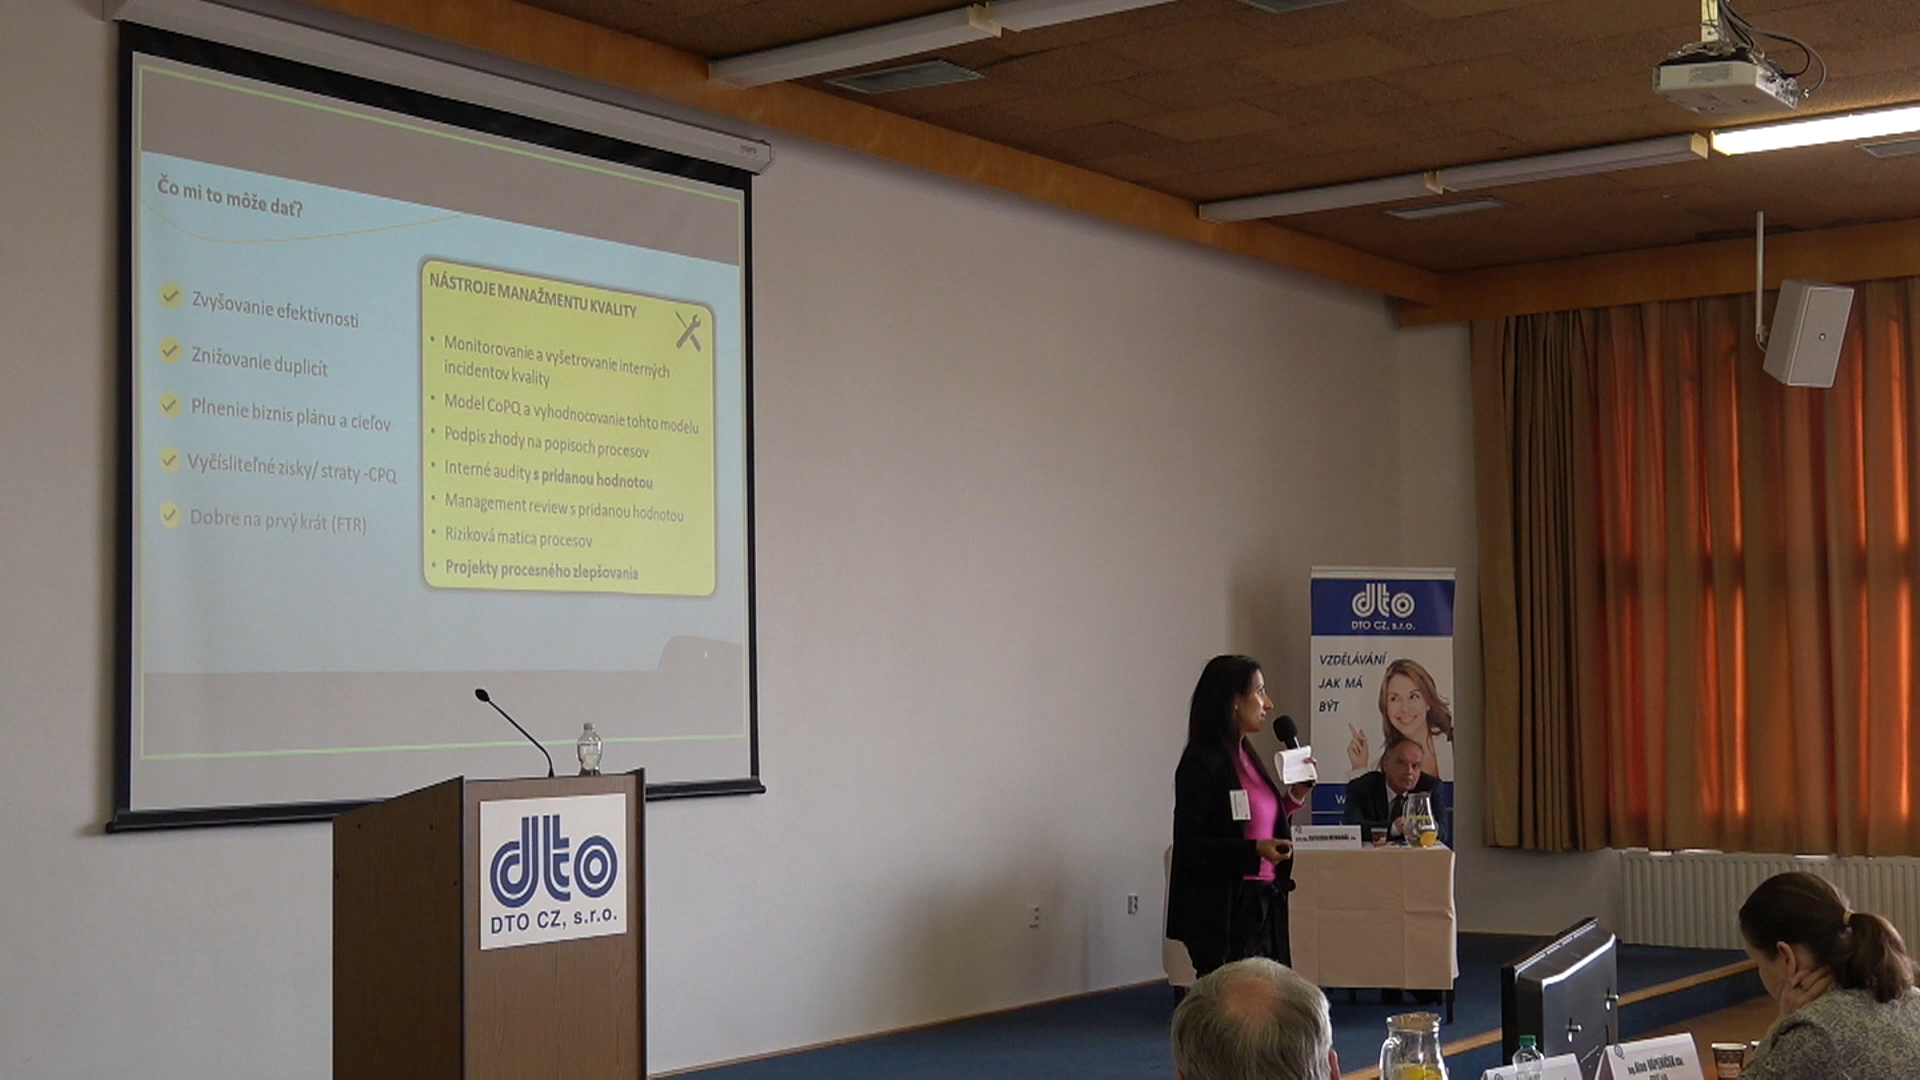 Čo mi to môže dať?
Zvyšovanie efektívnosti
Znižovanie duplicít
Plnenie biznis plánu a cieľov
Vyčísliteľné zisky/ straty -CPQ
Dobre na prvý krát (FTR)
NÁSTROJE MANAŽMENTU KVALITY
• Monitorovanie a vyšetrovanie interných
incidentov kvality
• Model CoPQ a vyhodnocovanie tohto modelu
• Podpis zhody na popisoch procesov
• Interné audity s pridanou hodnotou
• Management review s pridanou hodnotou
• Riziková matica procesov
• Projekty procesného zlepšovania
dto
DTO CZ, s.r.o.
dto
DTO CZ, s.r.o.
VZDĚLÁVÁNÍ
JAK MÁ
BÝT
W